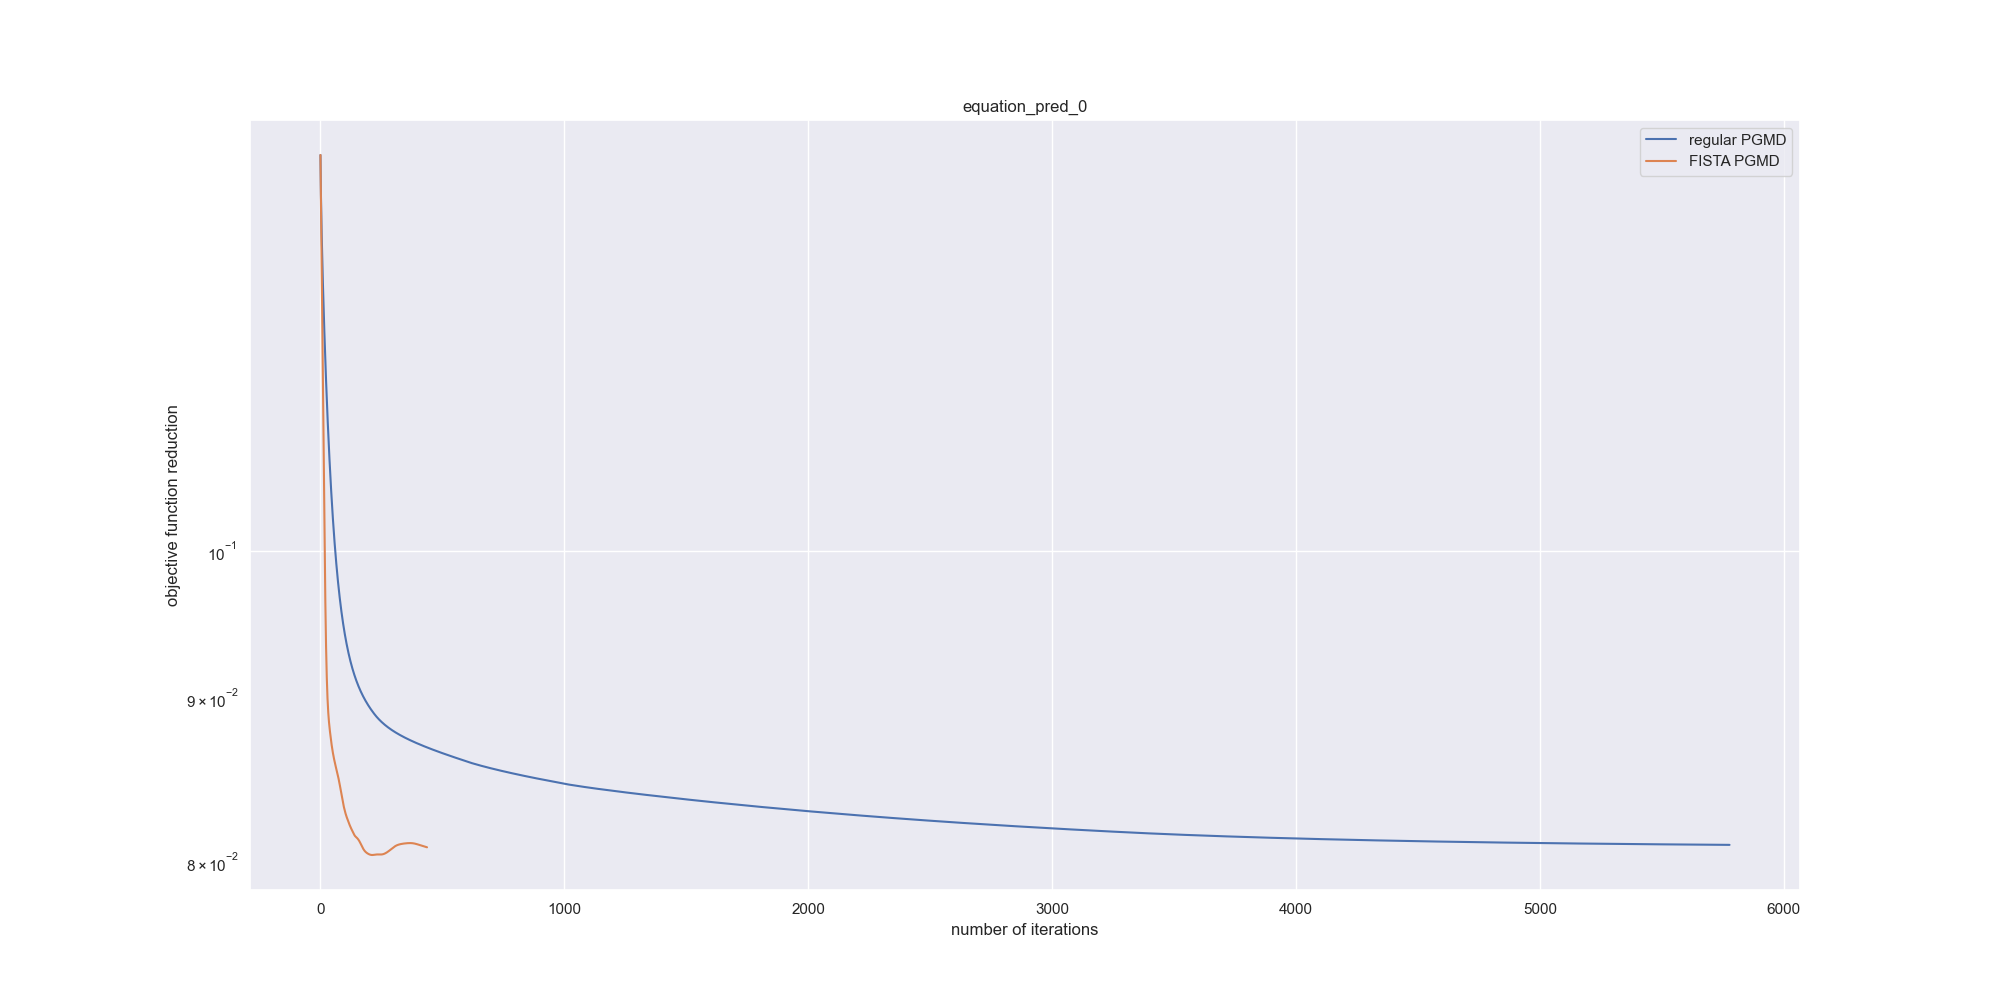 equation_pred_0
regular PGMD
FISTA PGMD
objective function reduction
10⁻¹
9 × 10⁻²
8 × 10⁻²
0 1000 2000 3000 4000 5000 6000
number of iterations